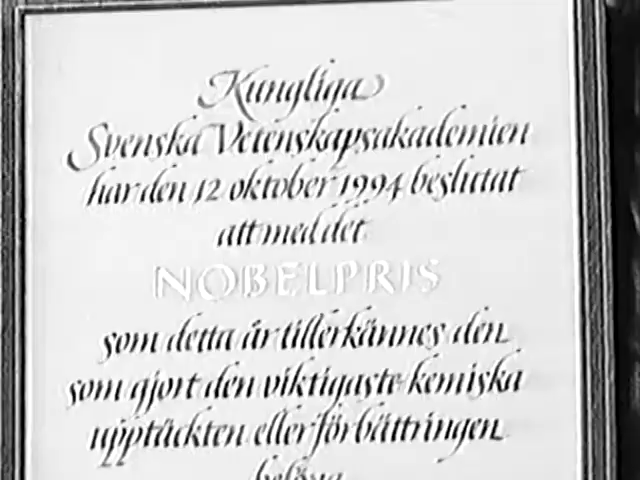 Kungliga
Svenska Vetenskapsakademien
har den 12 oktober 1994 beslutat
att med det
NOBELPRIS
som detta år tillerkännes den
som gjort den viktigaste kemiska
upptäckten eller förbättringen
belöna